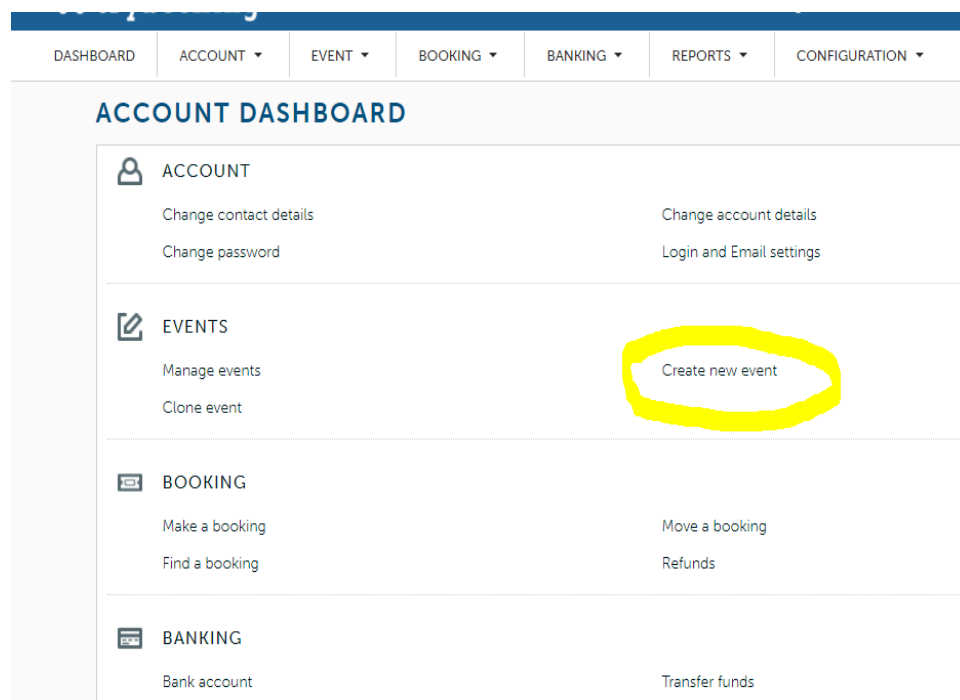 DASHBOARD ACCOUNT EVENT BOOKING BANKING REPORTS CONFIGURATION
ACCOUNT DASHBOARD
ACCOUNT
Change contact details Change account details
Change password Login and Email settings
EVENTS
Manage events Create new event
Clone event
BOOKING
Make a booking Move a booking
Find a booking Refunds
BANKING
Bank account Transfer funds